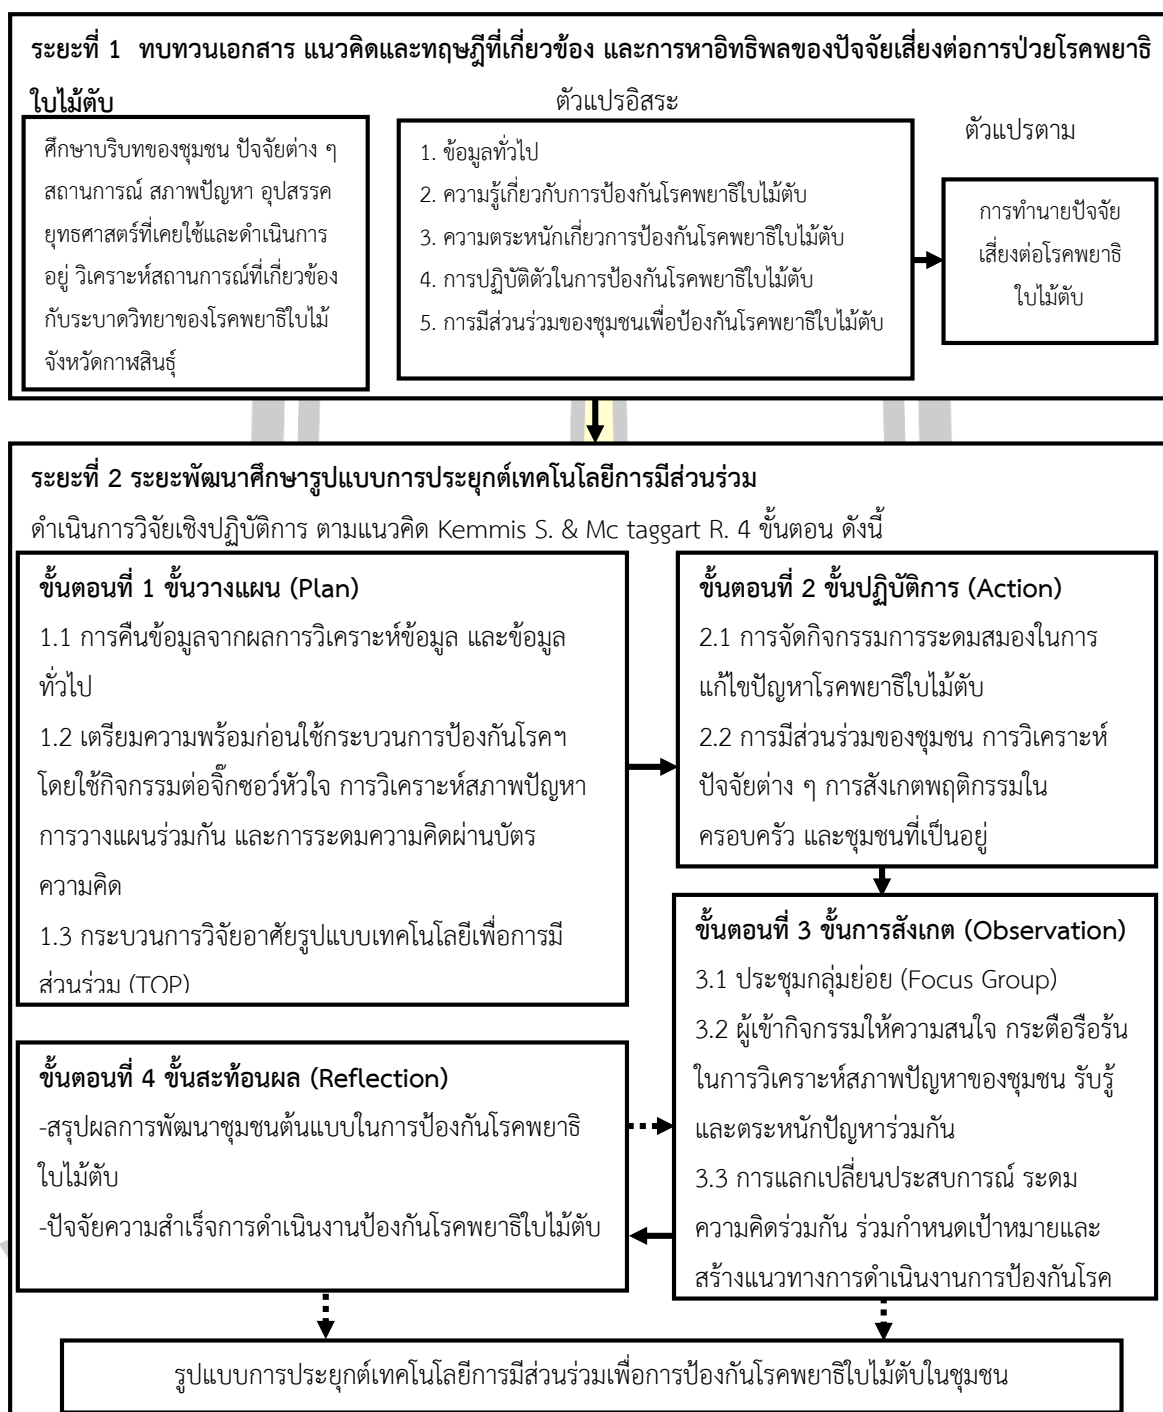 ระยะที่ 1  ทบทวนเอกสาร แนวคิดและทฤษฎีที่เกี่ยวข้อง และการหาอิทธิพลของปัจจัยเสี่ยงต่อการป่วยโรคพยาธิ
ใบไม้ตับ
ตัวแปรอิสระ
ตัวแปรตาม
ศึกษาบริบทของชุมชน ปัจจัยต่าง ๆ
สถานการณ์ สภาพปัญหา อุปสรรค
ยุทธศาสตร์ที่เคยใช้และดำเนินการ
อยู่ วิเคราะห์สถานการณ์ที่เกี่ยวข้อง
กับระบาดวิทยาของโรคพยาธิใบไม้
จังหวัดกาฬสินธุ์
1. ข้อมูลทั่วไป
2. ความรู้เกี่ยวกับการป้องกันโรคพยาธิใบไม้ตับ
3. ความตระหนักเกี่ยวการป้องกันโรคพยาธิใบไม้ตับ
4. การปฏิบัติตัวในการป้องกันโรคพยาธิใบไม้ตับ
5. การมีส่วนร่วมของชุมชนเพื่อป้องกันโรคพยาธิใบไม้ตับ
การทำนายปัจจัย
เสี่ยงต่อโรคพยาธิ
ใบไม้ตับ
ระยะที่ 2 ระยะพัฒนาศึกษารูปแบบการประยุกต์เทคโนโลยีการมีส่วนร่วม
ดำเนินการวิจัยเชิงปฏิบัติการ ตามแนวคิด Kemmis S. & Mc taggart R. 4 ขั้นตอน ดังนี้
ขั้นตอนที่ 1 ขั้นวางแผน (Plan)
1.1 การคืนข้อมูลจากผลการวิเคราะห์ข้อมูล และข้อมูล
ทั่วไป
1.2 เตรียมความพร้อมก่อนใช้กระบวนการป้องกันโรคฯ
โดยใช้กิจกรรมต่อจิ๊กซอว์หัวใจ การวิเคราะห์สภาพปัญหา
การวางแผนร่วมกัน และการระดมความคิดผ่านบัตร
ความคิด
1.3 กระบวนการวิจัยอาศัยรูปแบบเทคโนโลยีเพื่อการมี
ส่วนร่วม (TOP)
ขั้นตอนที่ 2 ขั้นปฏิบัติการ (Action)
2.1 การจัดกิจกรรมการระดมสมองในการ
แก้ไขปัญหาโรคพยาธิใบไม้ตับ
2.2 การมีส่วนร่วมของชุมชน การวิเคราะห์
ปัจจัยต่าง ๆ การสังเกตพฤติกรรมใน
ครอบครัว และชุมชนที่เป็นอยู่
ขั้นตอนที่ 3 ขั้นการสังเกต (Observation)
3.1 ประชุมกลุ่มย่อย (Focus Group)
3.2 ผู้เข้ากิจกรรมให้ความสนใจ กระตือรือร้น
ในการวิเคราะห์สภาพปัญหาของชุมชน รับรู้
และตระหนักปัญหาร่วมกัน
3.3 การแลกเปลี่ยนประสบการณ์ ระดม
ความคิดร่วมกัน ร่วมกำหนดเป้าหมายและ
สร้างแนวทางการดำเนินงานการป้องกันโรค
ขั้นตอนที่ 4 ขั้นสะท้อนผล (Reflection)
-สรุปผลการพัฒนาชุมชนต้นแบบในการป้องกันโรคพยาธิ
ใบไม้ตับ
-ปัจจัยความสำเร็จการดำเนินงานป้องกันโรคพยาธิใบไม้ตับ
รูปแบบการประยุกต์เทคโนโลยีการมีส่วนร่วมเพื่อการป้องกันโรคพยาธิใบไม้ตับในชุมชน